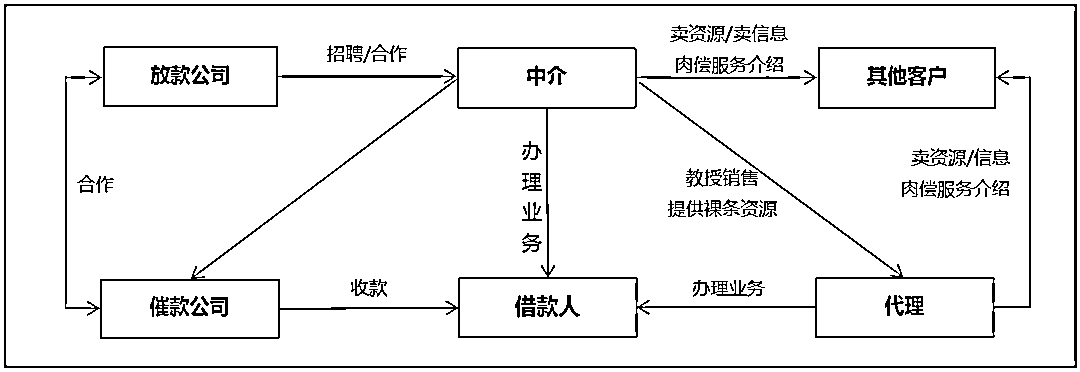 放款公司
招聘/合作
中介
卖资源/卖信息
肉偿服务介绍
其他客户
合作
办
理
业
务
教授销售
提供裸条资源
卖资源/信息
肉偿服务介绍
催款公司
收款
借款人
办理业务
代理